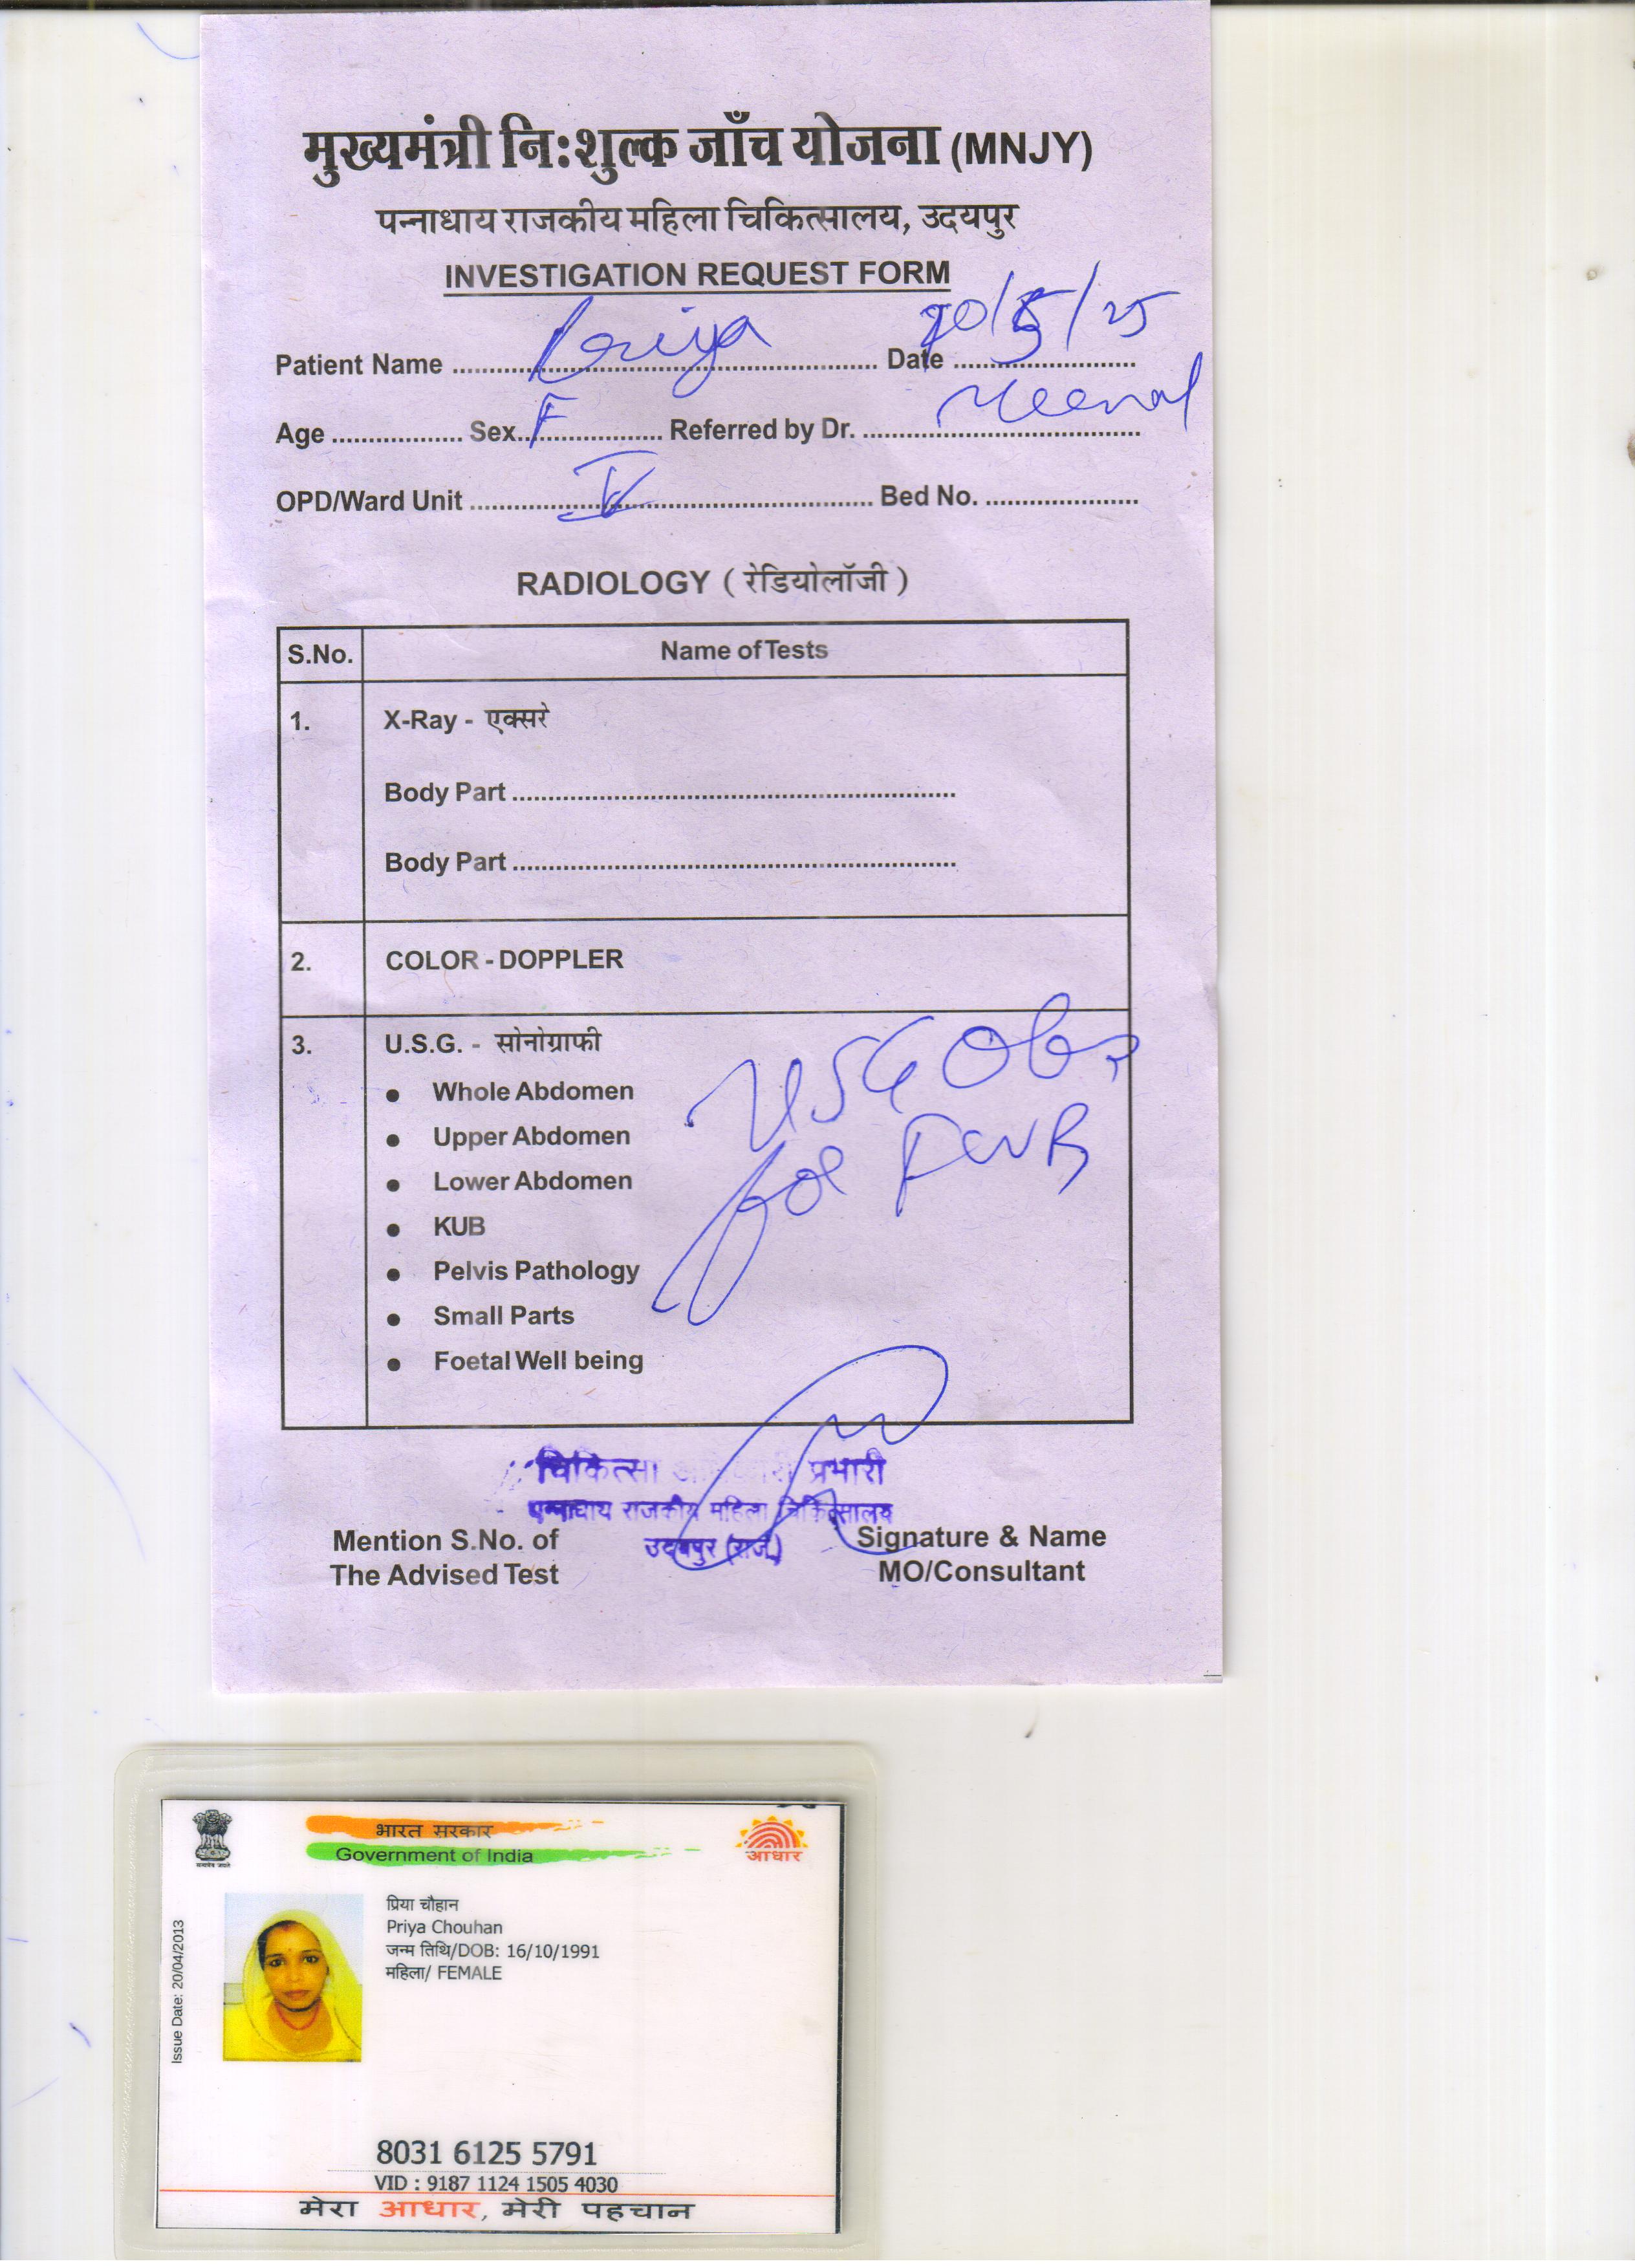 मुख्यमंत्री नि:शुल्क जाँच योजना (MNJY)
पन्नाधाय राजकीय महिला चिकित्सालय, उदयपुर
INVESTIGATION REQUEST FORM
Patient Name ........ Priya ........ Date ........ /5/25
Age ........ Sex.. F ........ Referred by Dr. ........ Meenal
OPD/Ward Unit ........ V ........ Bed No. ........
RADIOLOGY ( रेडियोलॉजी )
S.No. Name of Tests
1. X-Ray - एक्सरे
Body Part ........
Body Part ........
2. COLOR - DOPPLER
3. U.S.G. - सोनोग्राफी
USG Obs
• Whole Abdomen
for FWB
• Upper Abdomen
• Lower Abdomen
• KUB
• Pelvis Pathology
• Small Parts
• Foetal Well being
चिकित्सा प्रभारी
पन्नाधाय राजकीय महिला चिकित्सालय
उदयपुर (राज.)
Mention S.No. of Signature & Name
The Advised Test MO/Consultant
भारत सरकार
Government of India
आधार
Issue Date: 20/04/2013
प्रिया चौहान
Priya Chouhan
जन्म तिथि/DOB: 16/10/1991
महिला/ FEMALE
8031 6125 5791
VID : 9187 1124 1505 4030
मेरा आधार, मेरी पहचान